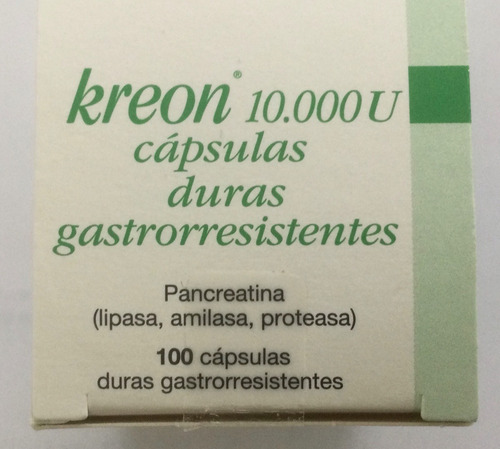 kreon® 10.000 U
cápsulas
duras
gastrorresistentes
Pancreatina
(lipasa, amilasa, proteasa)
100 cápsulas
duras gastrorresistentes